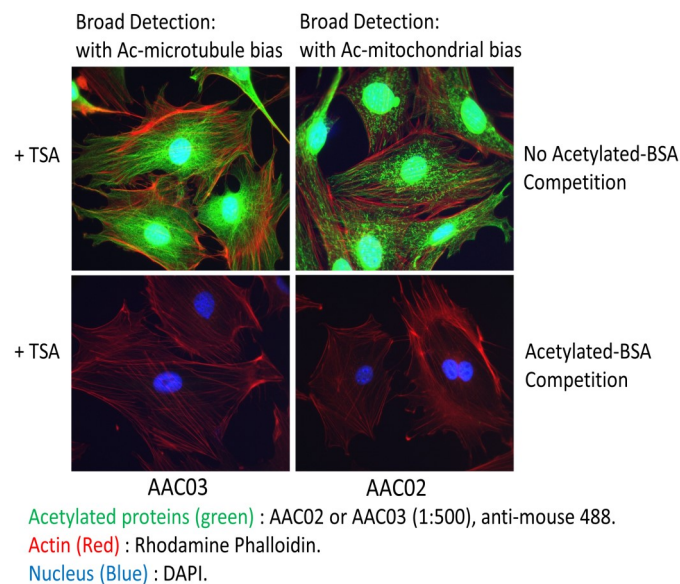 Broad Detection:
with Ac-microtubule bias
Broad Detection:
with Ac-mitochondrial bias
+ TSA
No Acetylated-BSA
Competition
+ TSA
Acetylated-BSA
Competition
AAC03
AAC02
Acetylated proteins (green) : AAC02 or AAC03 (1:500), anti-mouse 488.
Actin (Red) : Rhodamine Phalloidin.
Nucleus (Blue) : DAPI.